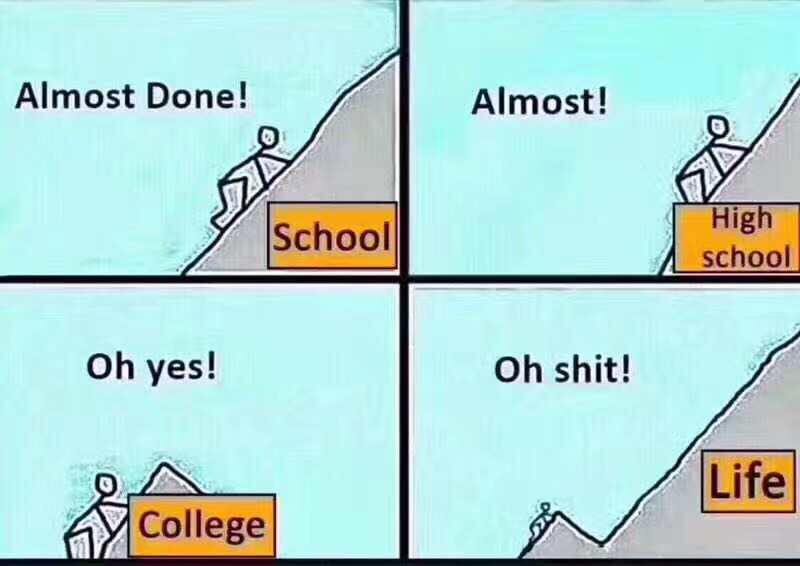 Almost Done!
School
Almost!
High
school
Oh yes!
College
Oh shit!
Life